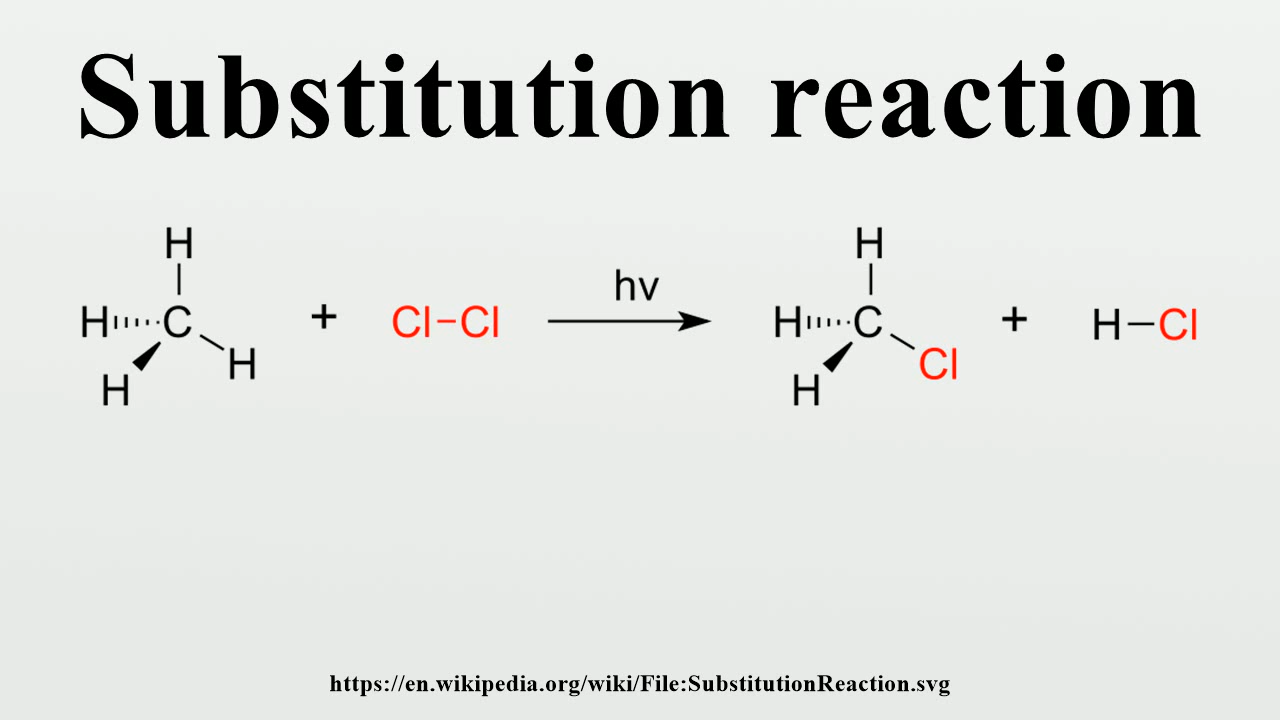 Substitution reaction
H H
hν
H C + Cl–Cl H C + H–Cl
H Cl
H H
https://en.wikipedia.org/wiki/File:SubstitutionReaction.svg